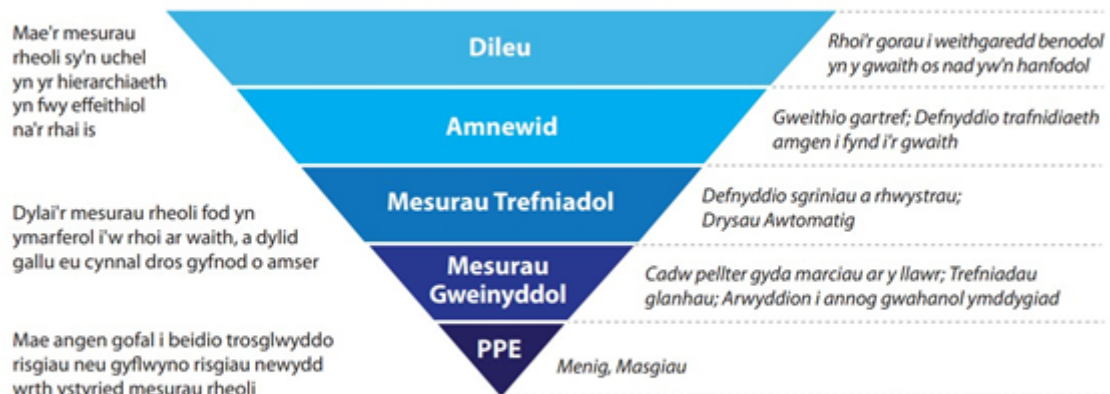 Mae'r mesurau
rheoli sy'n uchel
yn yr hierarchiaeth
yn fwy effeithiol
na'r rhai is
Dileu
Rhoi'r gorau i weithgaredd benodol
yn y gwaith os nad yw'n hanfodol
Amnewid
Gweithio gartref; Defnyddio trafnidiaeth
amgen i fynd i'r gwaith
Dylai'r mesurau rheoli fod yn
ymarferol i'w rhoi ar waith, a dylid
gallu eu cynnal dros gyfnod o amser
Mesurau Trefniadol
Defnyddio sgriniau a rhwystrau;
Drysau Awtomatig
Mesurau
Gweinyddol
Cadw pellter gyda marciau ar y llawr; Trefniadau
glanhau; Arwyddion i annog gwahanol ymddygiad
Mae angen gofal i beidio trosglwyddo
risgiau neu gyflwyno risgiau newydd
wrth ystyried mesurau rheoli
PPE
Menig, Masgiau